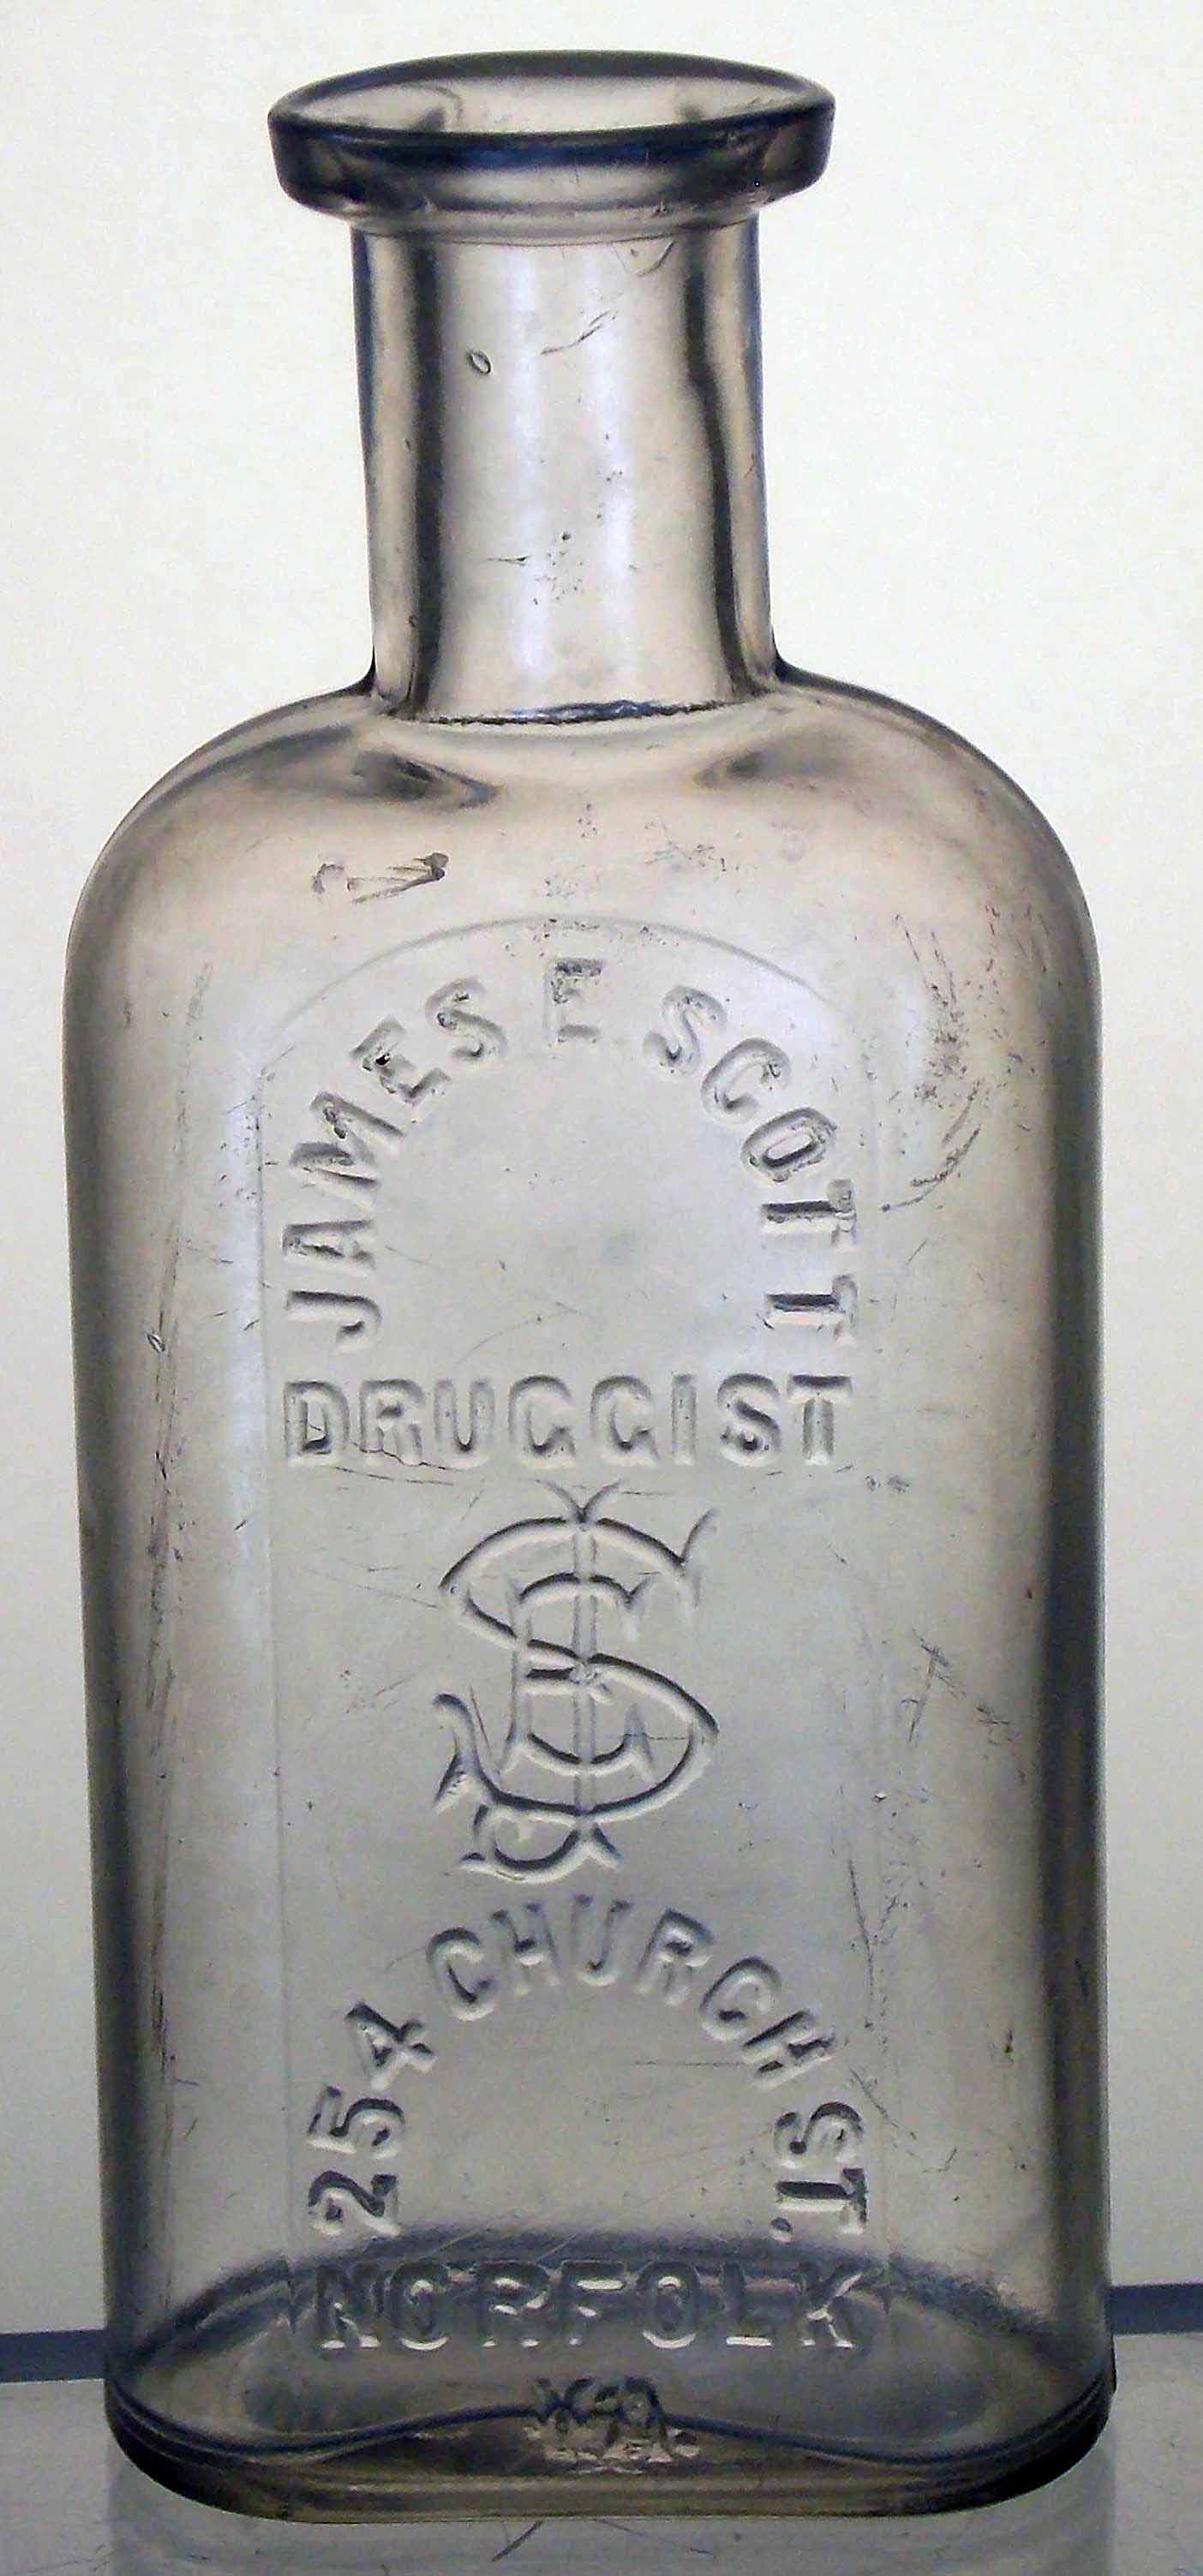 JAMES E SCOTT
DRUGGIST
JES
254 CHURCH ST.
NORFOLK
VA.